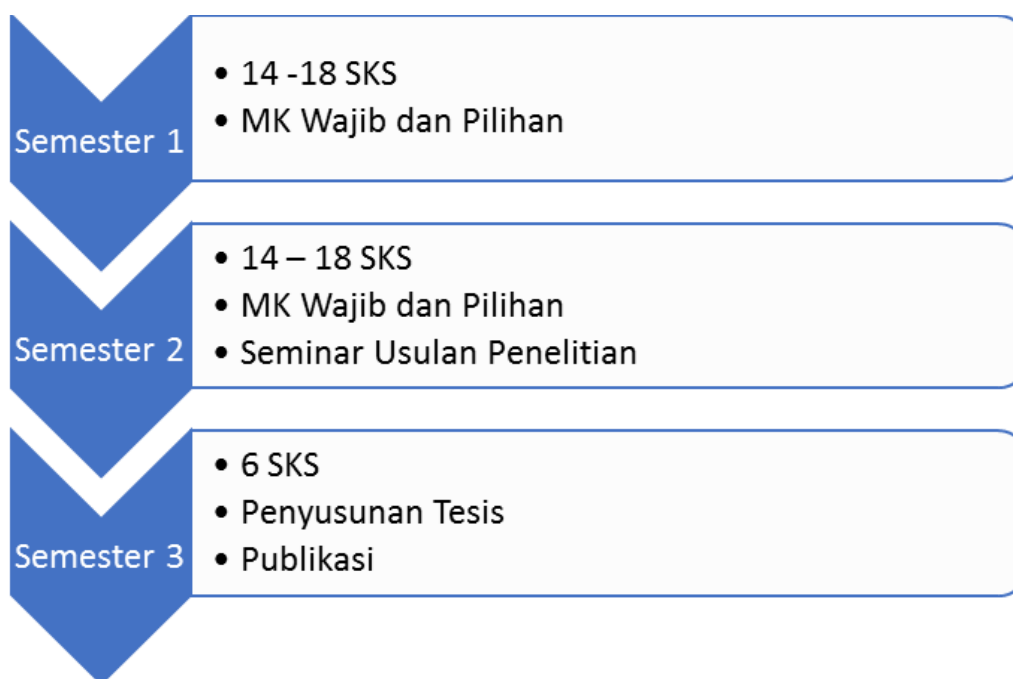 Semester 1
• 14 -18 SKS
• MK Wajib dan Pilihan
Semester 2
• 14 – 18 SKS
• MK Wajib dan Pilihan
• Seminar Usulan Penelitian
Semester 3
• 6 SKS
• Penyusunan Tesis
• Publikasi